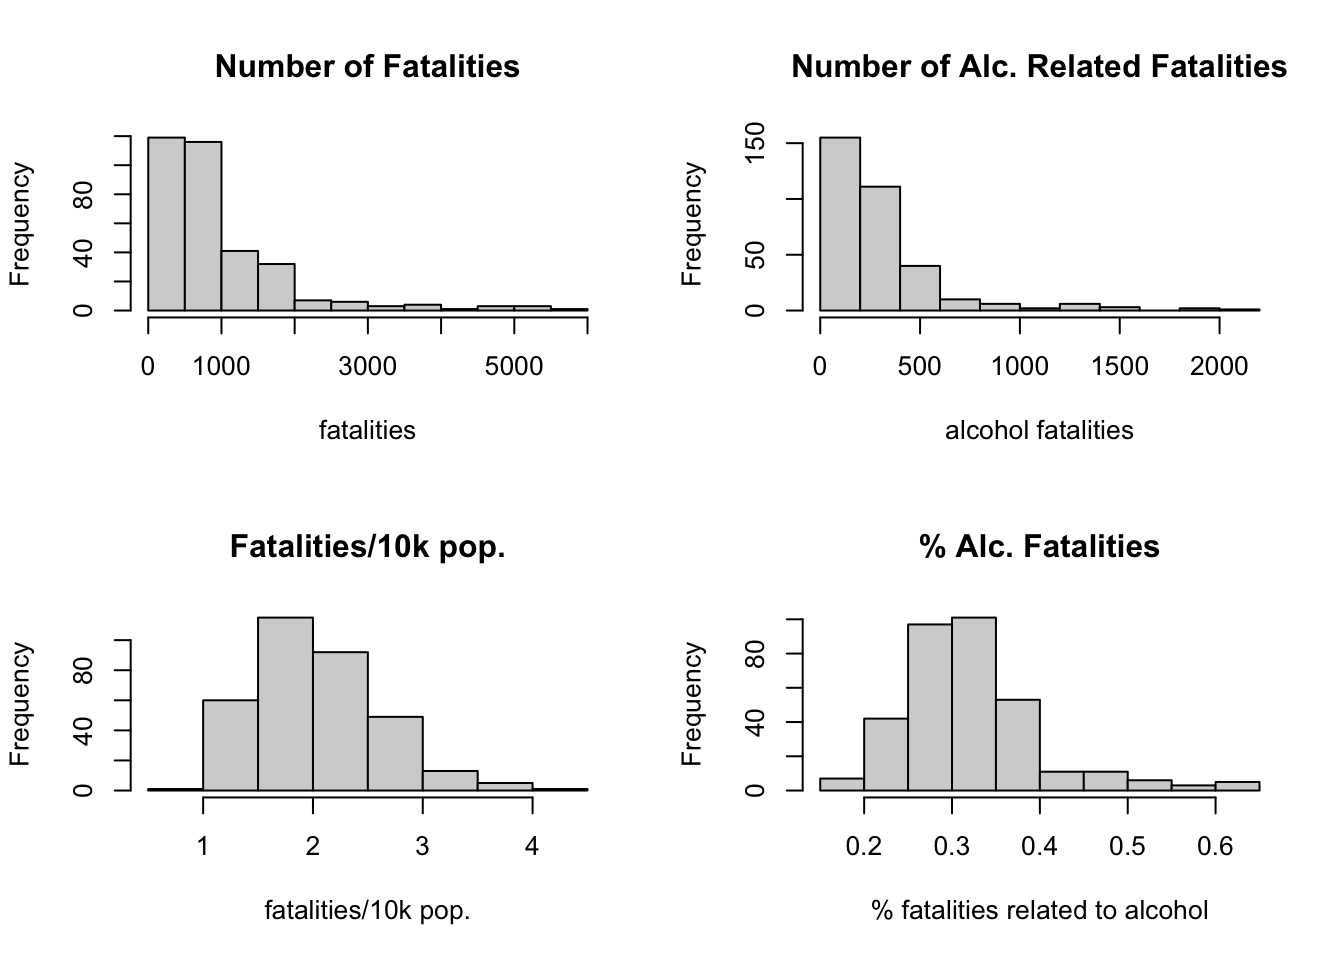 Number of Fatalities
Frequency
0 40 80
0 1000 3000 5000
fatalities
Number of Alc. Related Fatalities
Frequency
0 50 150
0 500 1000 1500 2000
alcohol fatalities
Fatalities/10k pop.
Frequency
0 40 80
1 2 3 4
fatalities/10k pop.
% Alc. Fatalities
Frequency
0 40 80
0.2 0.3 0.4 0.5 0.6
% fatalities related to alcohol